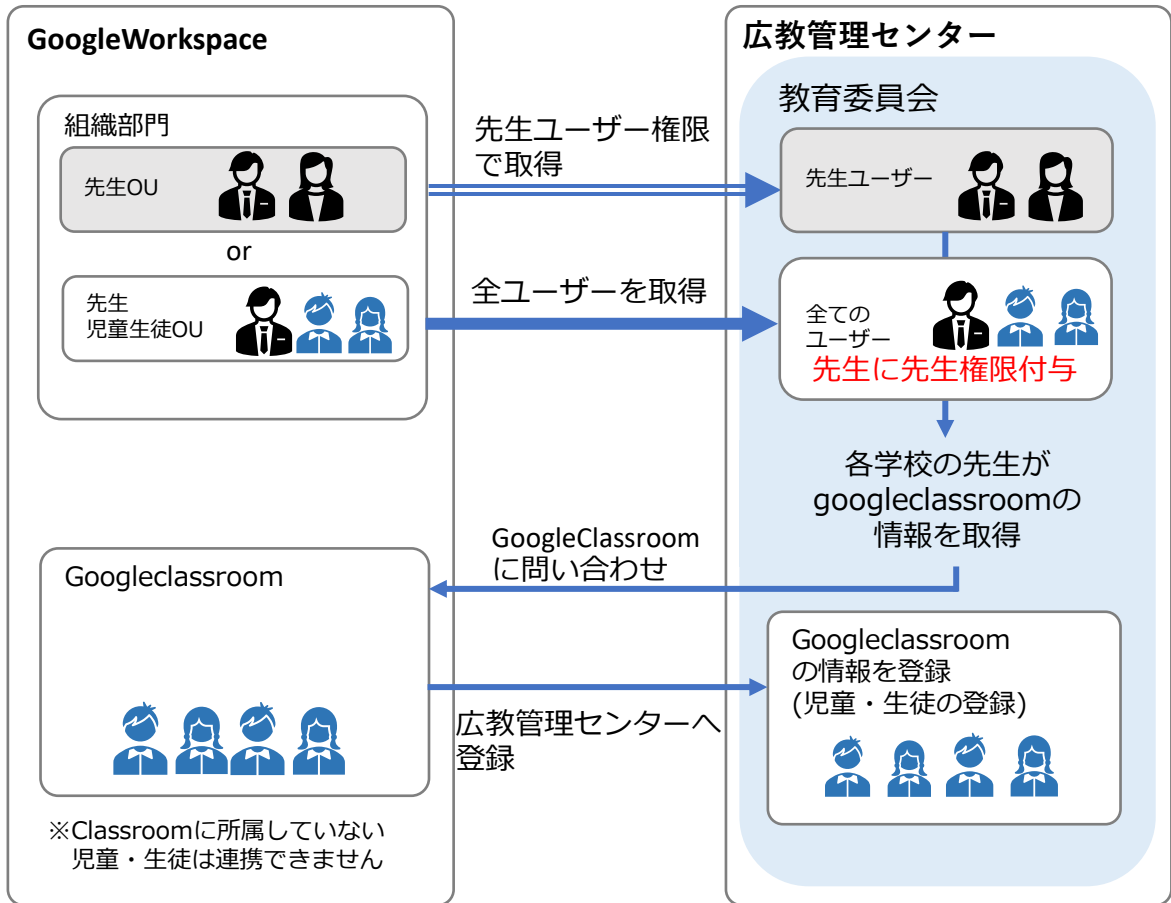 GoogleWorkspace
組織部門
先生OU
or
先生
児童生徒OU
先生ユーザー権限
で取得
全ユーザーを取得
広教管理センター
教育委員会
先生ユーザー
全ての
ユーザー
先生に先生権限付与
各学校の先生が
googleclassroomの
情報を取得
GoogleClassroom
に問い合わせ
Googleclassroom
広教管理センターへ
登録
Googleclassroom
の情報を登録
(児童・生徒の登録)
※Classroomに所属していない
児童・生徒は連携できません